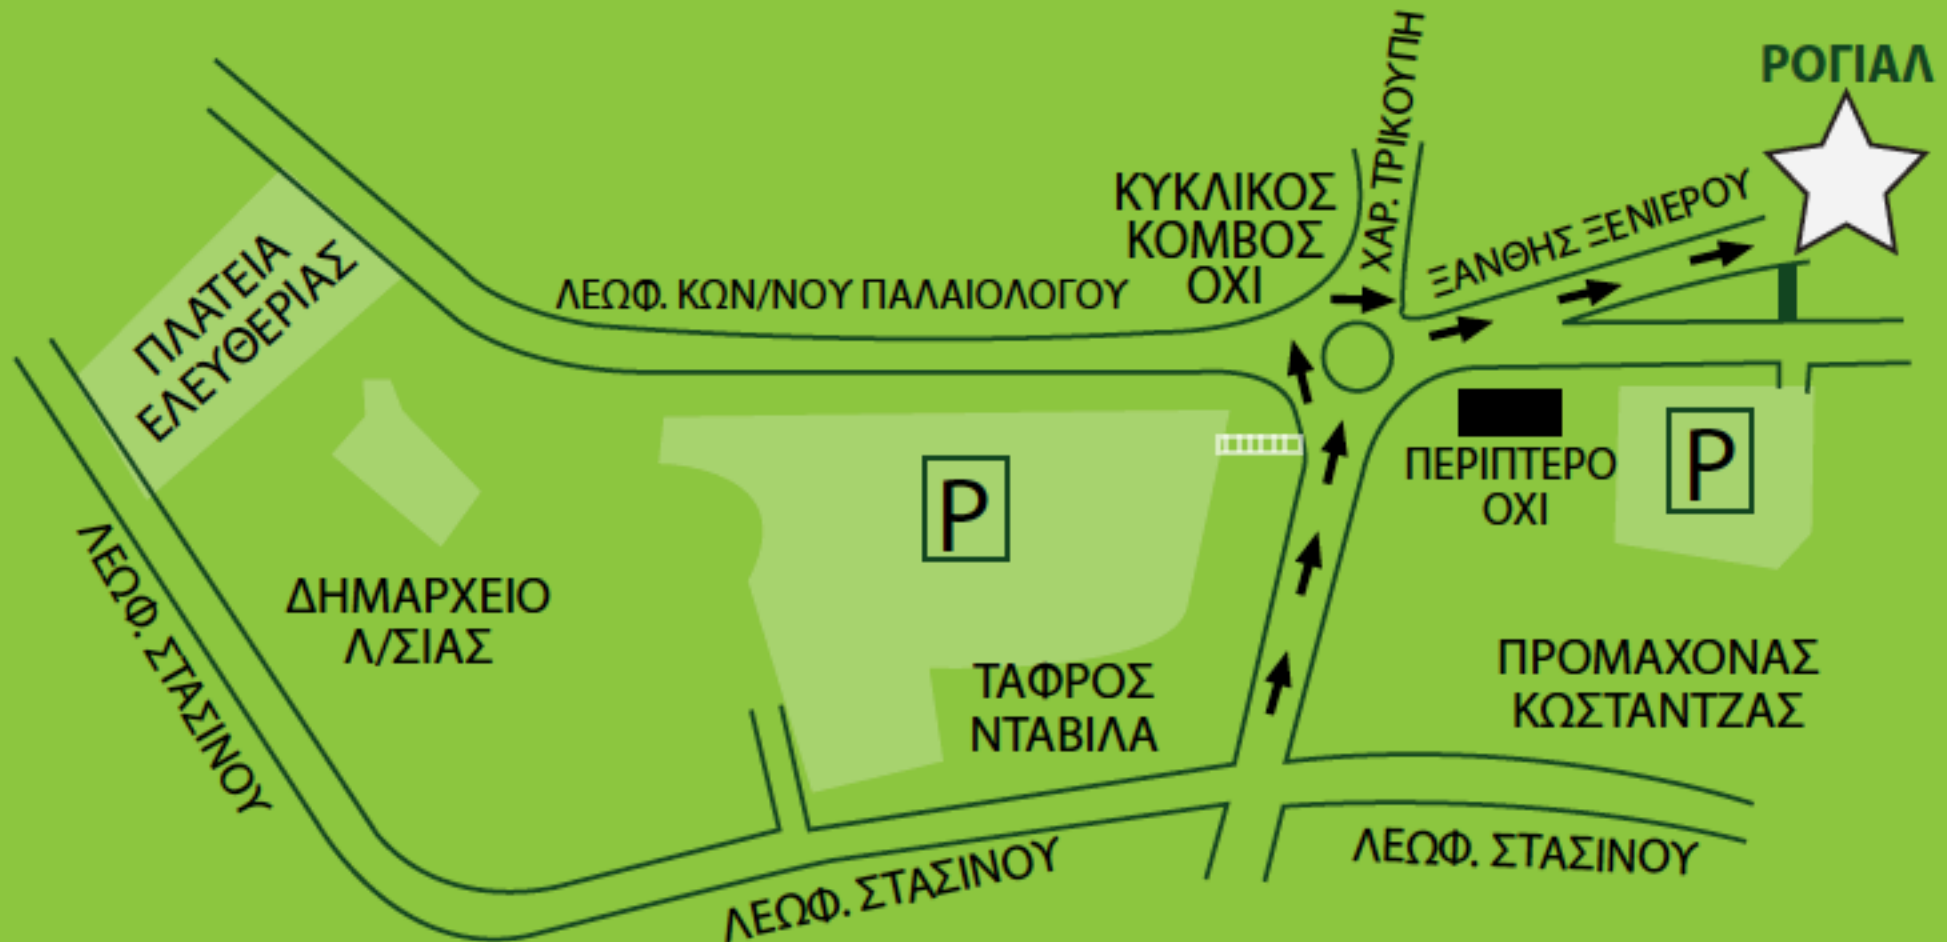 ΡΟΓΙΑΛ
ΧΑΡ. ΤΡΙΚΟΥΠΗ
ΚΥΚΛΙΚΟΣ
ΚΟΜΒΟΣ
ΟΧΙ
ΞΑΝΘΗΣ ΞΕΝΙΕΡΟΥ
ΠΛΑΤΕΙΑ
ΕΛΕΥΘΕΡΙΑΣ
ΛΕΩΦ. ΚΩΝ/ΝΟΥ ΠΑΛΑΙΟΛΟΓΟΥ
P
ΠΕΡΙΠΤΕΡΟ
ΟΧΙ
P
ΛΕΩΦ. ΣΤΑΣΙΝΟΥ
ΔΗΜΑΡΧΕΙΟ
Λ/ΣΙΑΣ
ΤΑΦΡΟΣ
ΝΤΑΒΙΛΑ
ΠΡΟΜΑΧΟΝΑΣ
ΚΩΣΤΑΝΤΖΑΣ
ΛΕΩΦ. ΣΤΑΣΙΝΟΥ
ΛΕΩΦ. ΣΤΑΣΙΝΟΥ